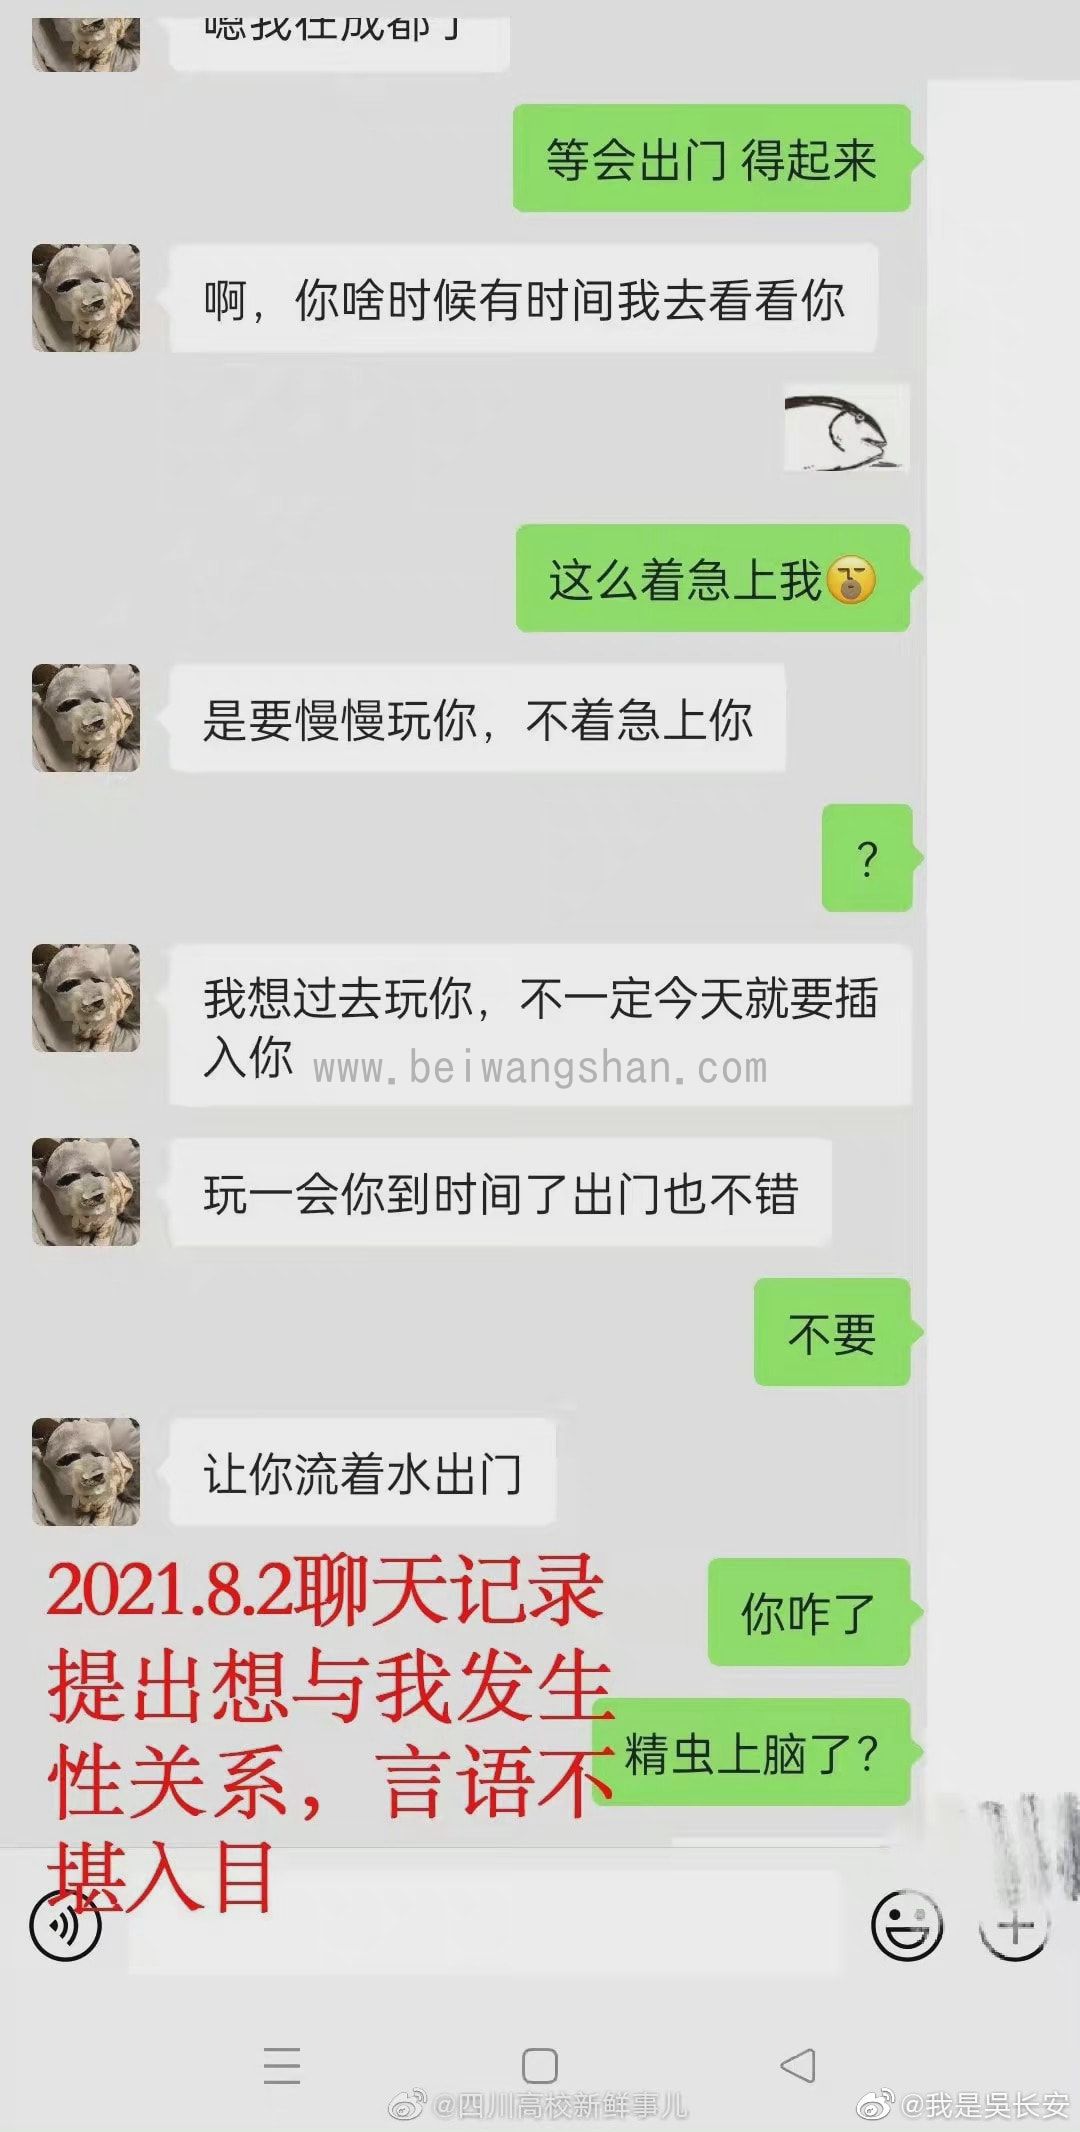 嗯我在成都了
等会出门 得起来
啊，你啥时候有时间我去看看你
这么着急上我
是要慢慢玩你，不着急上你
？
我想过去玩你，不一定今天就要插
入你
www.beiwangshan.com
玩一会你到时间了出门也不错
不要
让你流着水出门
你咋了
精虫上脑了？
2021.8.2聊天记录
提出想与我发生
性关系，言语不
堪入目
@四川高校新鲜事儿
@我是吳长安